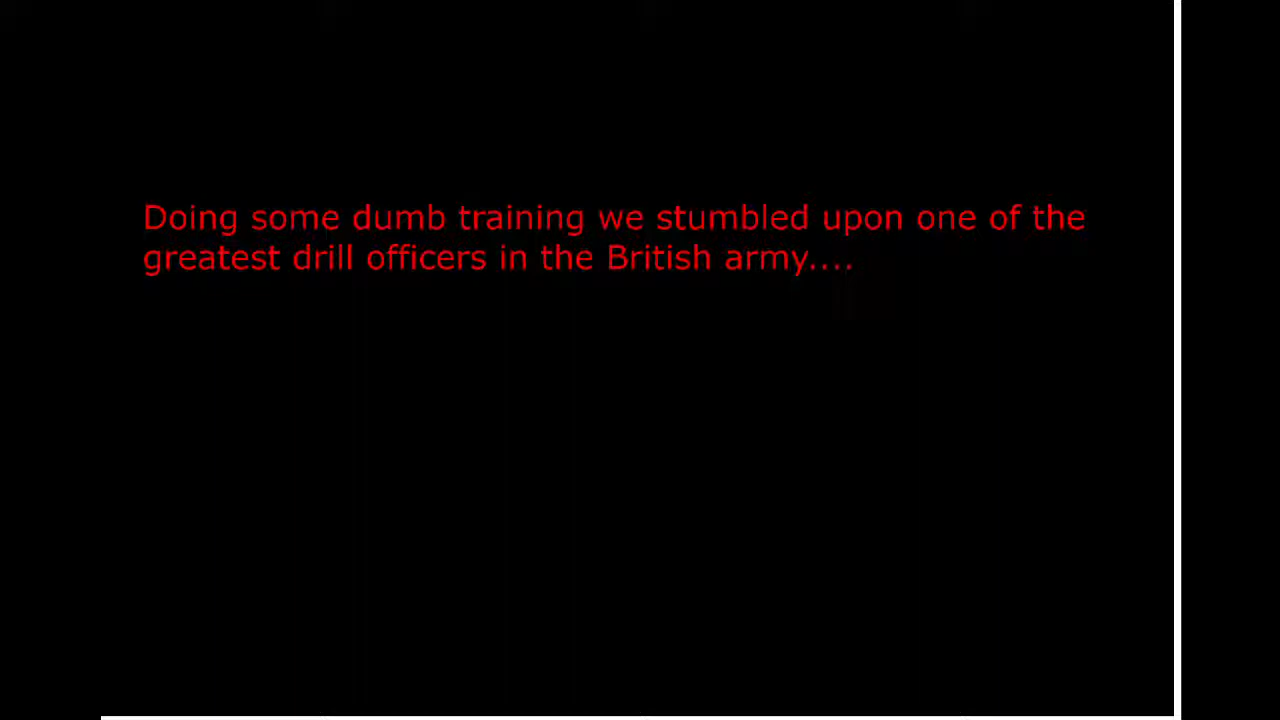 Doing some dumb training we stumbled upon one of the
greatest drill officers in the British army....